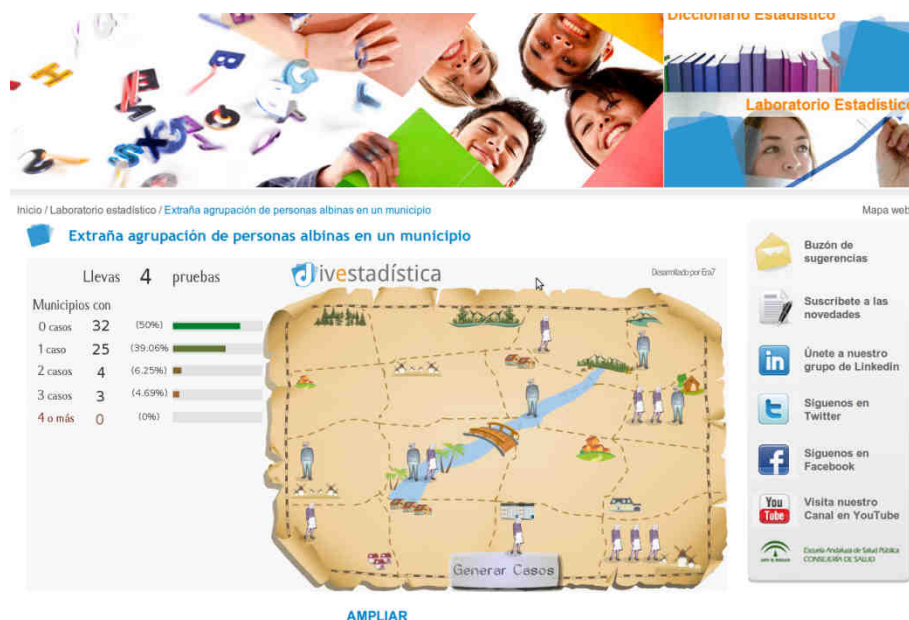 Diccionario Estadístico
Laboratorio Estadístico
Inicio / Laboratorio estadístico / Extraña agrupación de personas albinas en un municipio
Mapa web
Extraña agrupación de personas albinas en un municipio
Llevas 4 pruebas
divestadística
Desarrollado por Era7
Municipios con
0 casos 32 (50%)
1 caso 25 (39.06%)
2 casos 4 (6.25%)
3 casos 3 (4.69%)
4 o más 0 (0%)
Generar Casos
AMPLIAR
Buzón de
sugerencias
Suscríbete a las
novedades
in
Únete a nuestro
grupo de Linkedin
t
Síguenos en
Twitter
f
Síguenos en
Facebook
You
Tube
Visita nuestro
Canal en YouTube
Escuela Andaluza de Salud Pública
CONSEJERÍA DE SALUD